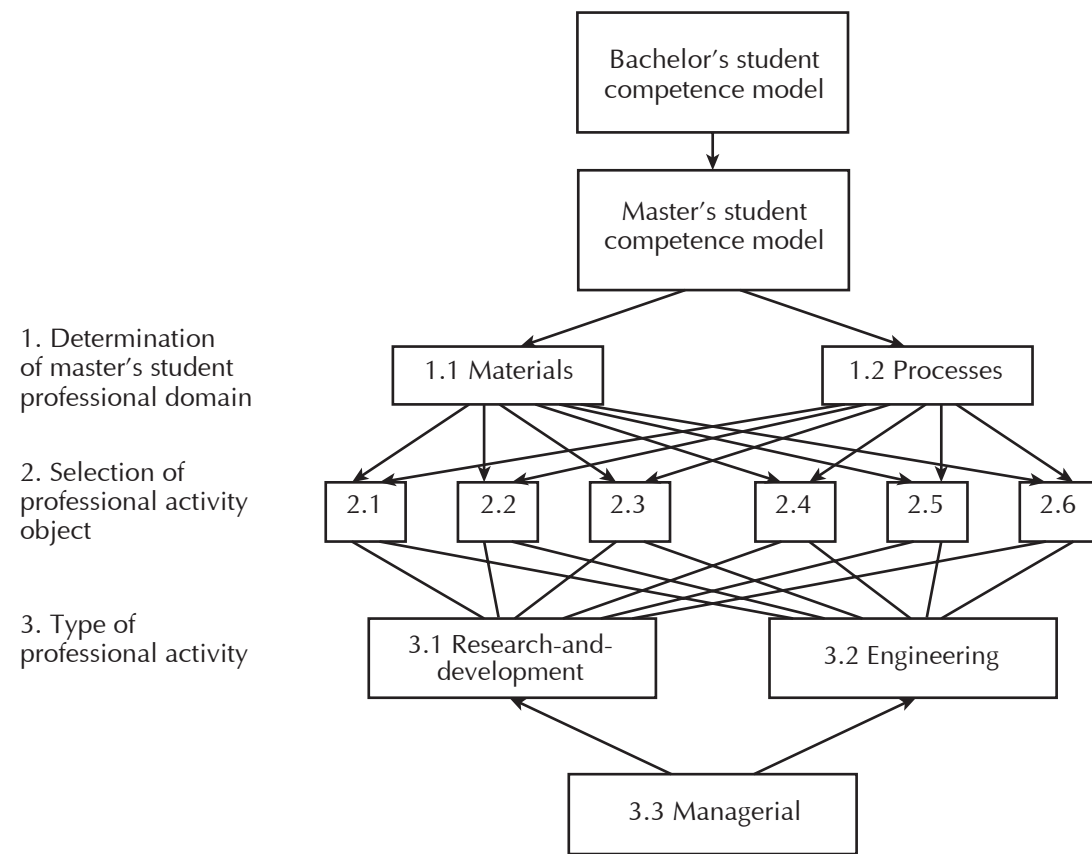 Bachelor’s student
competence model
Master’s student
competence model
1. Determination
of master’s student
professional domain
1.1 Materials
1.2 Processes
2. Selection of
professional activity
object
2.1
2.2
2.3
2.4
2.5
2.6
3. Type of
professional activity
3.1 Research-and-
development
3.2 Engineering
3.3 Managerial